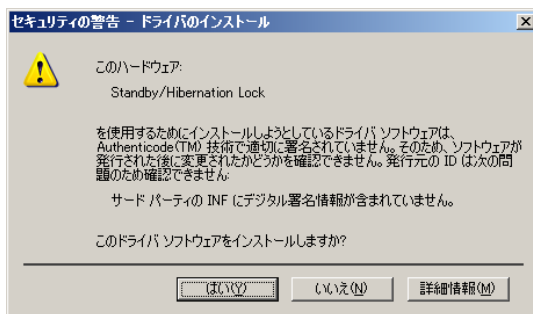 セキュリティの警告 - ドライバのインストール
このハードウェア:
Standby/Hibernation Lock
を使用するためにインストールしようとしているドライバ ソフトウェアは、
Authenticode(TM) 技術で適切に署名されていません。そのため、ソフトウェアが
発行された後に変更されたかどうかを確認できません。発行元の ID は次の問
題のため確認できません:
サード パーティの INF にデジタル署名情報が含まれていません。
このドライバ ソフトウェアをインストールしますか?
はい(Y)
いいえ(N)
詳細情報(M)